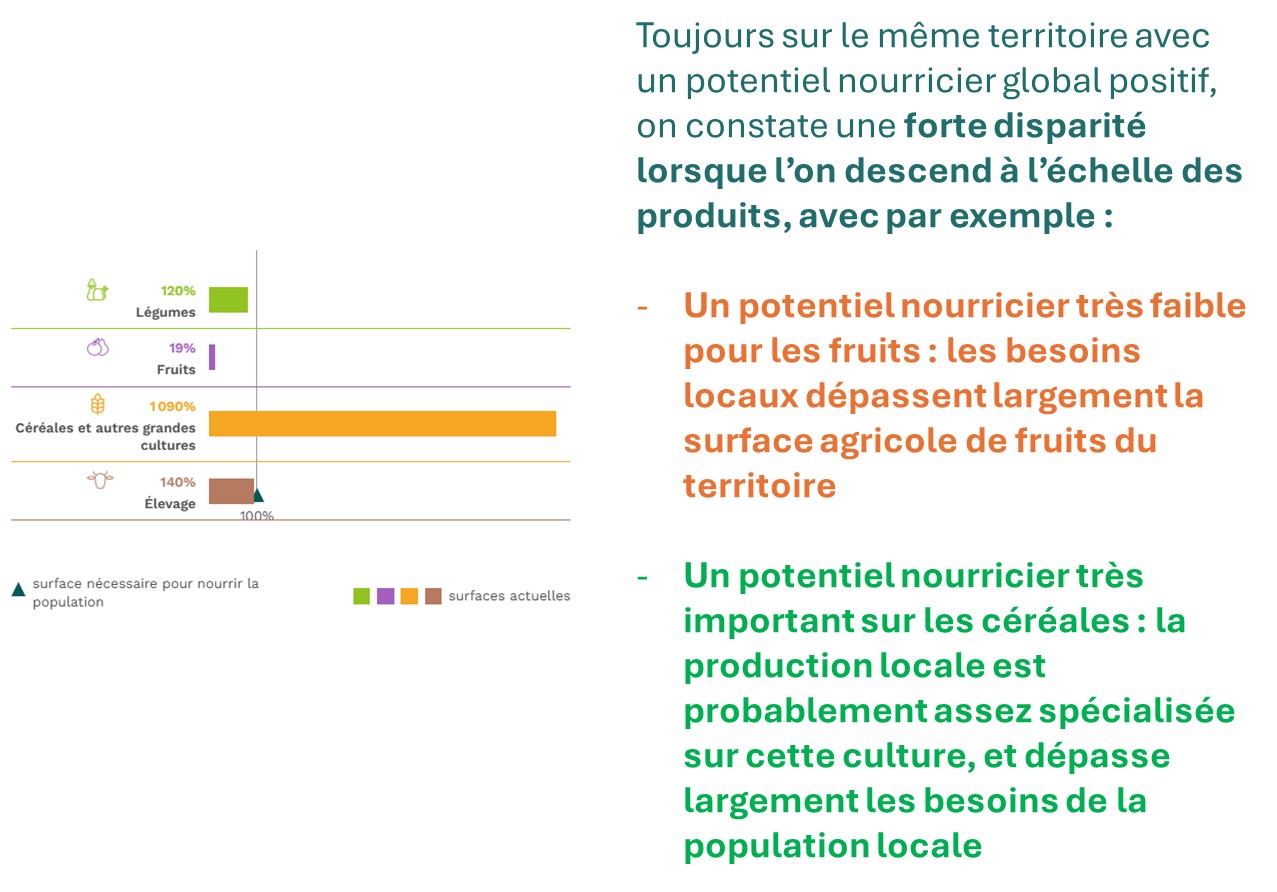 120%
Légumes
19%
Fruits
1 090%
Céréales et autres grandes
cultures
140%
Élevage
100%
surface nécessaire pour nourrir la
population
surfaces actuelles
Toujours sur le même territoire avec
un potentiel nourricier global positif,
on constate une forte disparité
lorsque l’on descend à l’échelle des
produits, avec par exemple :
- Un potentiel nourricier très faible
pour les fruits : les besoins
locaux dépassent largement la
surface agricole de fruits du
territoire
- Un potentiel nourricier très
important sur les céréales : la
production locale est
probablement assez spécialisée
sur cette culture, et dépasse
largement les besoins de la
population locale